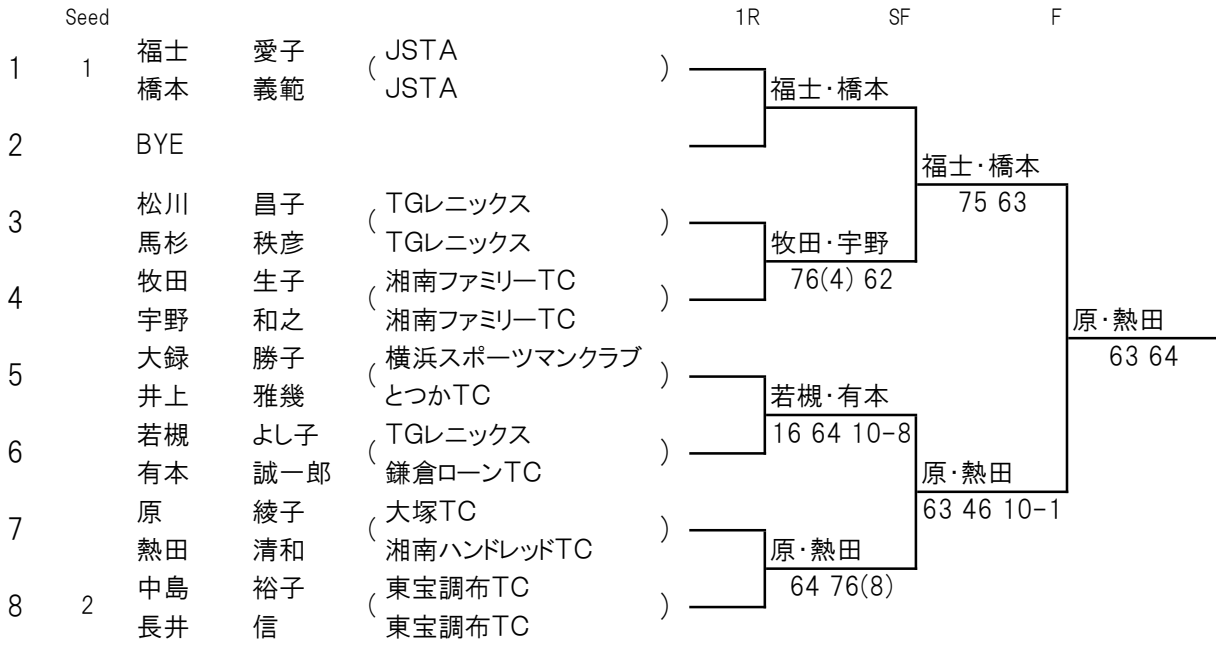 Seed 1R SF F
福士 愛子 ( JSTA )
1 1
橋本 義範 JSTA
福士・橋本
2 BYE
福士・橋本
75 63
松川 昌子 ( TGレニックス )
3
馬杉 秩彦 TGレニックス
牧田・宇野
76(4) 62
牧田 生子 ( 湘南ファミリーTC )
4
宇野 和之 湘南ファミリーTC
原・熱田
63 64
大録 勝子 ( 横浜スポーツマンクラブ )
5
井上 雅幾 とつかTC
若槻・有本
16 64 10-8
若槻 よし子 ( TGレニックス )
6
有本 誠一郎 鎌倉ローンTC
原・熱田
63 46 10-1
原 綾子 ( 大塚TC )
7
熱田 清和 湘南ハンドレッドTC
原・熱田
64 76(8)
中島 裕子 ( 東宝調布TC )
8 2
長井 信 東宝調布TC